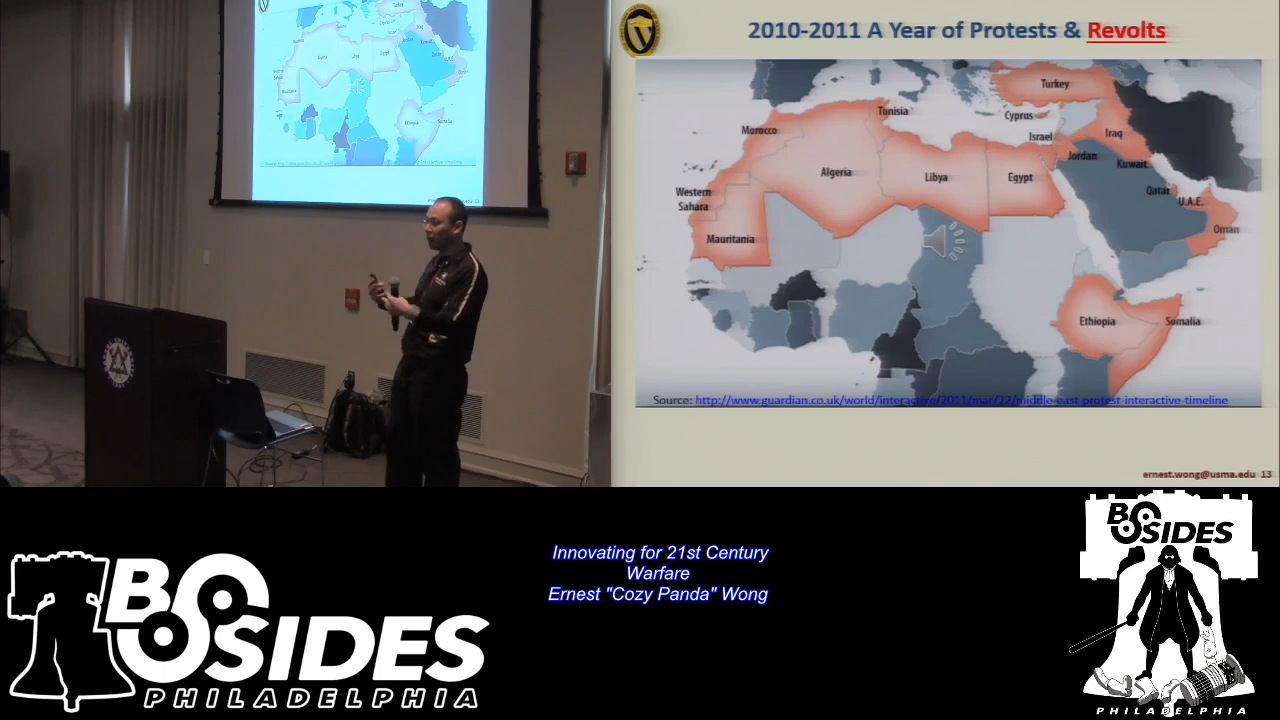 2010-2011 A Year of Protests & Revolts
Turkey
Tunisia
Cyprus
Morocco
Israel
Iraq
Jordan
Kuwait
Algeria
Libya
Egypt
Western
Sahara
Qatar
U.A.E.
Oman
Mauritania
Ethiopia
Somalia
Source: http://www.guardian.co.uk/world/interactive/2011/mar/22/middle-east-protest-interactive-timeline
ernest.wong@usma.edu 13
Innovating for 21st Century
Warfare
Ernest "Cozy Panda" Wong
BSIDES
PHILADELPHIA
BSIDES
PHILADELPHIA